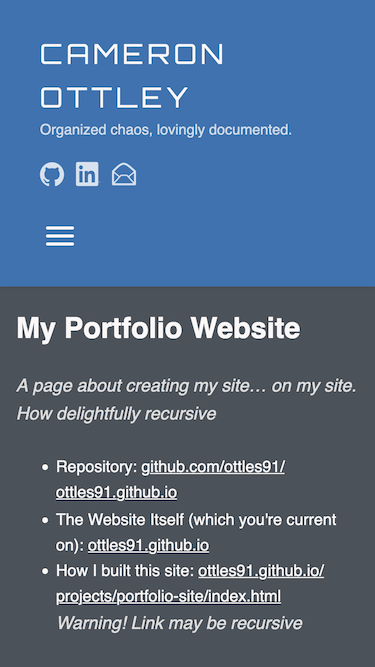 CAMERON
OTTLEY
Organized chaos, lovingly documented.
in
My Portfolio Website
A page about creating my site... on my site.
How delightfully recursive
• Repository: github.com/ottles91/
ottles91.github.io
• The Website Itself (which you're current
on): ottles91.github.io
• How I built this site: ottles91.github.io/
projects/portfolio-site/index.html
Warning! Link may be recursive